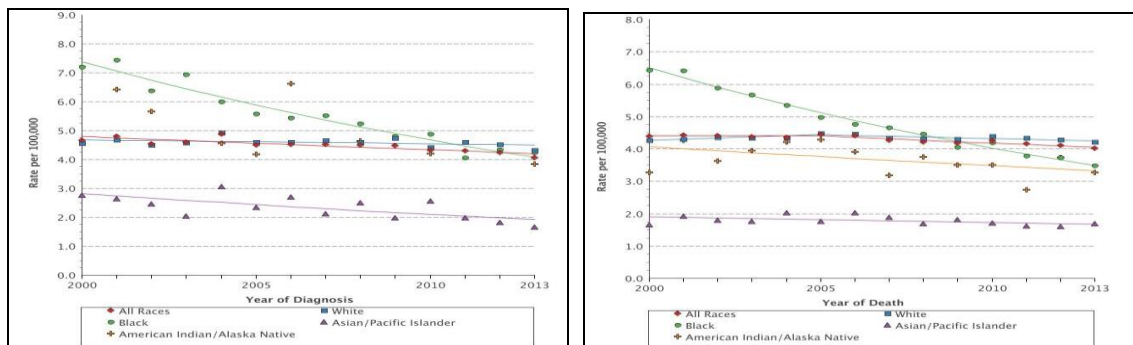 9.0
8.0
7.0
6.0
5.0
4.0
3.0
2.0
1.0
0.0
Rate per 100,000
2000 2005 2010 2013
Year of Diagnosis
All Races White
Black Asian/Pacific Islander
American Indian/Alaska Native
8.0
7.0
6.0
5.0
4.0
3.0
2.0
1.0
0.0
Rate per 100,000
2000 2005 2010 2013
Year of Death
All Races White
Black Asian/Pacific Islander
American Indian/Alaska Native